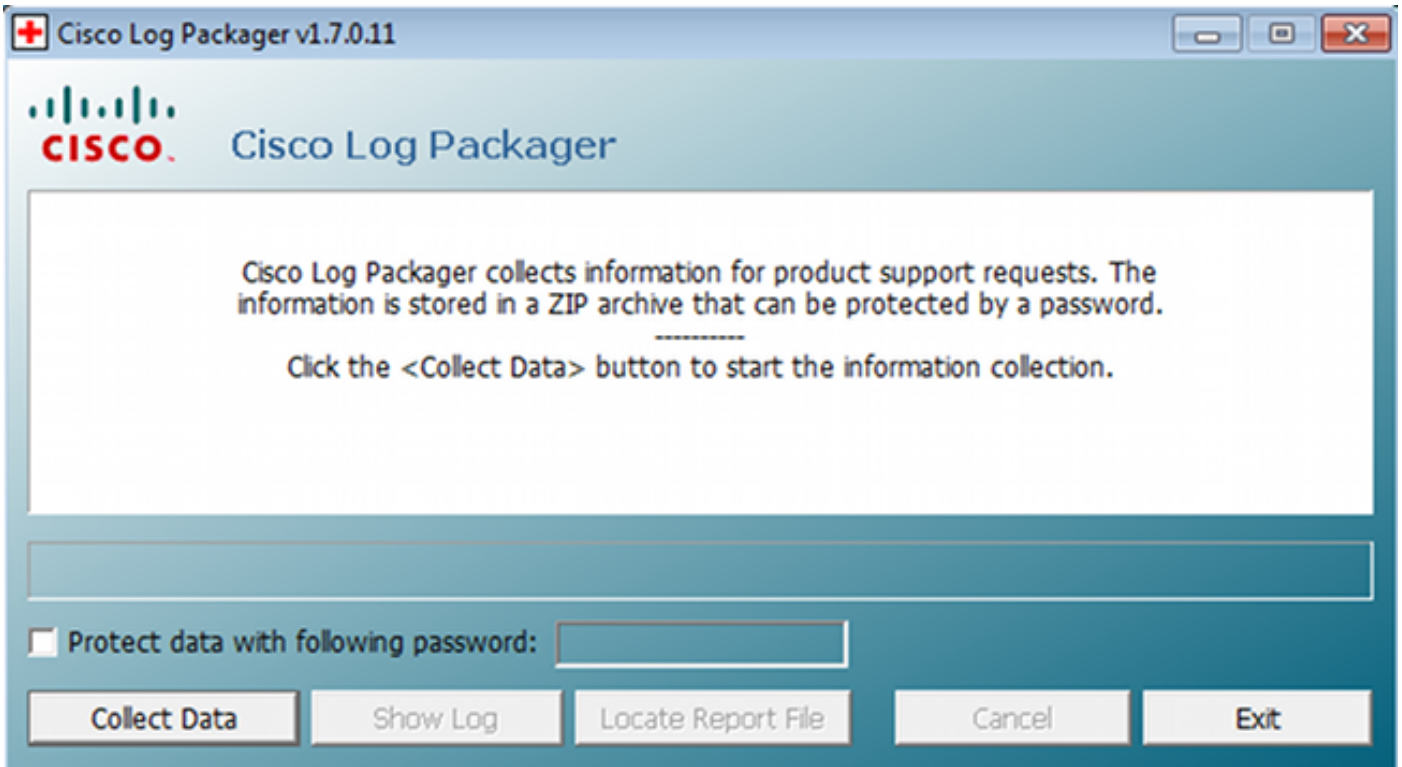 Cisco Log Packager v1.7.0.11
CISCO.
Cisco Log Packager
Cisco Log Packager collects information for product support requests. The
information is stored in a ZIP archive that can be protected by a password.
----------
Click the <Collect Data> button to start the information collection.
Protect data with following password:
Collect Data
Show Log
Locate Report File
Cancel
Exit